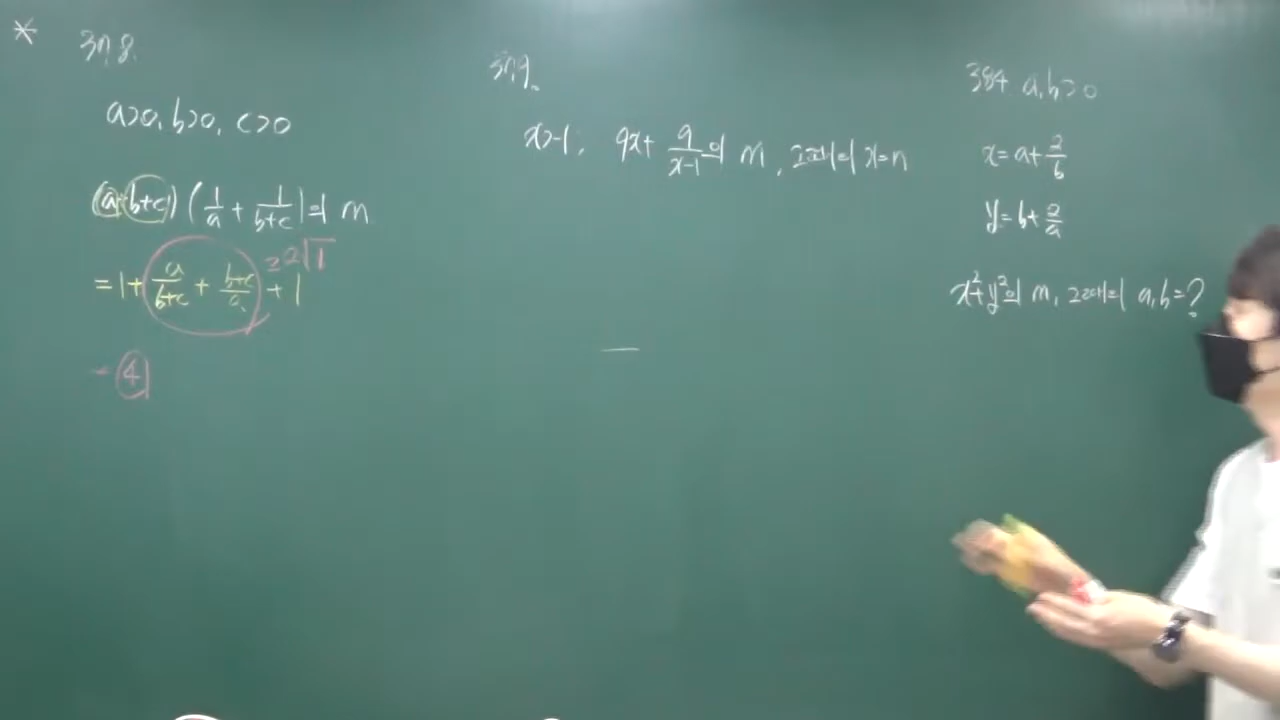 *
378.
a>0, b>0, c>0
(a+b+c)(1/a + 1/(b+c))의 m
= 1 + a/(b+c) + (b+c)/a + 1
≥2√1
④
379.
x>1; 9x + 9/(x-1)의 m, 그때의 x=n
384 a,b>0
x=a+2/b
y=b+2/a
x²+y²의 m, 그때의 a,b=?